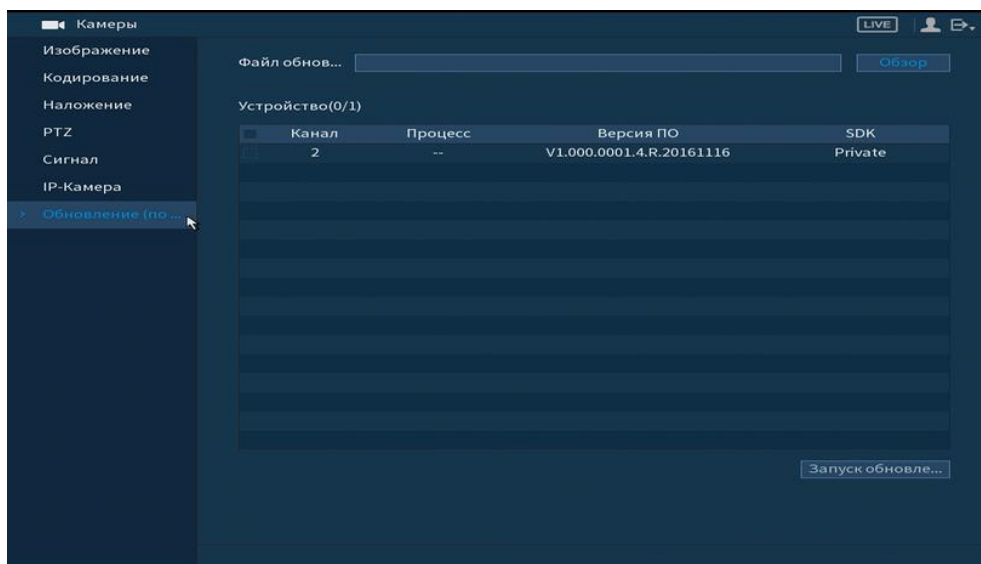 Камеры LIVE
Изображение
Кодирование
Наложение
PTZ
Сигнал
IP-Камера
Обновление (по ...
Файл обнов... Обзор
Устройство(0/1)
Канал Процесс Версия ПО SDK
2 -- V1.000.0001.4.R.20161116 Private
Запуск обновле...